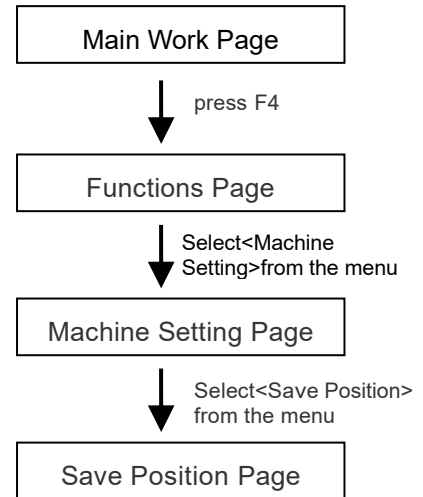 Main Work Page
press F4
Functions Page
Select<Machine
Setting>from the menu
Machine Setting Page
Select<Save Position>
from the menu
Save Position Page